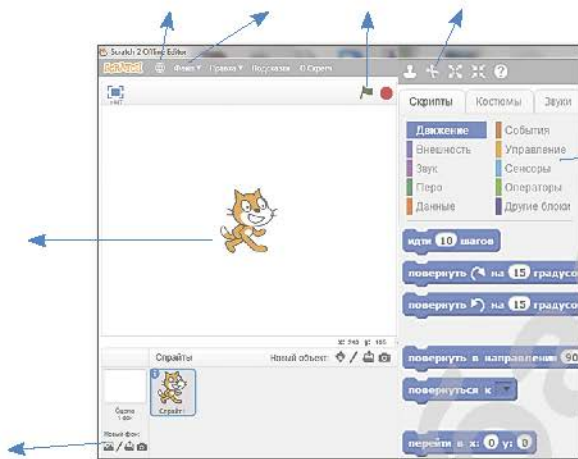 Scratch 2 Offline Editor
SCRATCH Файл Правка Подсказки О Скретч
Скрипты Костюмы Звуки
Движение События
Внешность Управление
Звук Сенсоры
Перо Операторы
Данные Другие блоки
идти 10 шагов
повернуть на 15 градусо
повернуть на 15 градусо
повернуть в направлении 90
повернуться к
перейти в x: 0 y: 0
Спрайты Новый объект:
Сцена
Спрайт1
Новый фон: